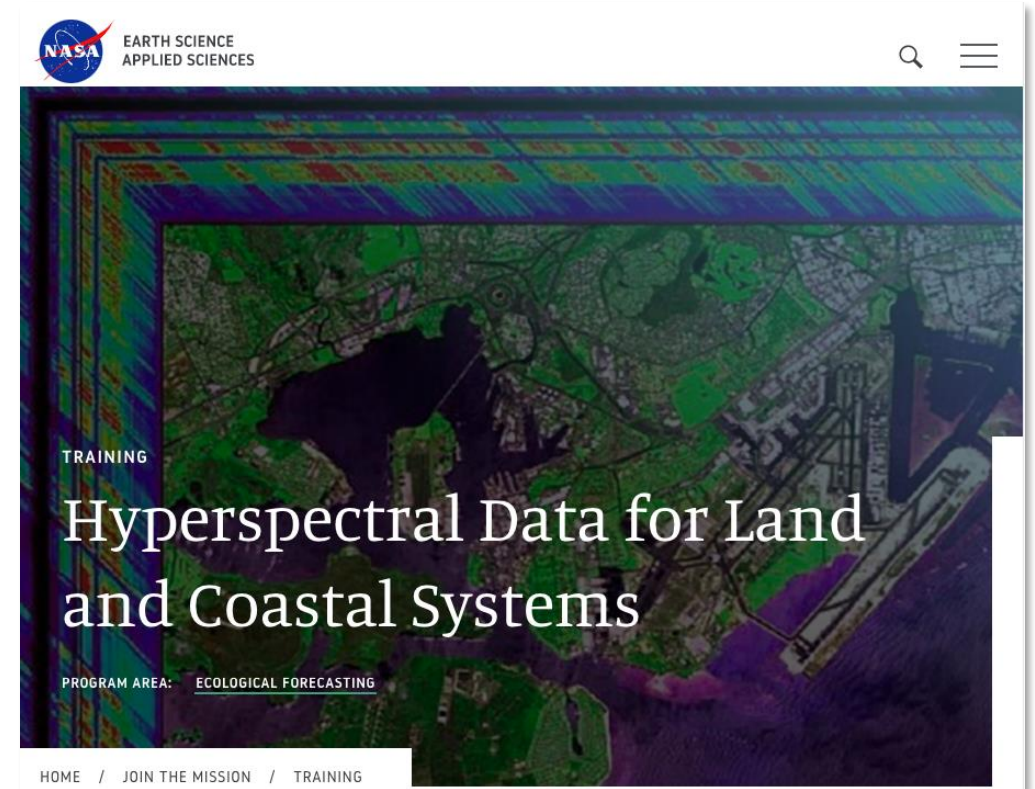 NASA
EARTH SCIENCE
APPLIED SCIENCES
TRAINING
Hyperspectral Data for Land
and Coastal Systems
PROGRAM AREA: ECOLOGICAL FORECASTING
HOME / JOIN THE MISSION / TRAINING